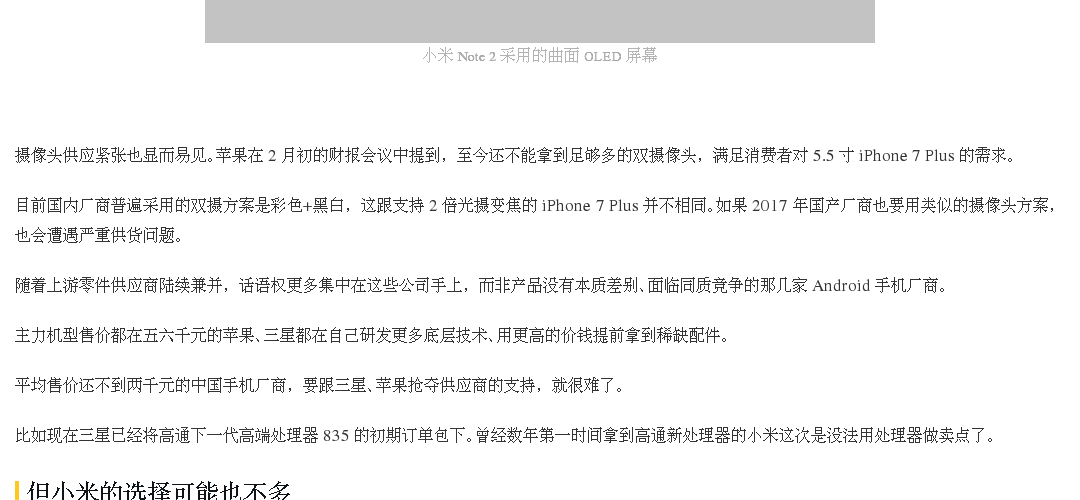 小米 Note 2 采用的曲面 OLED 屏幕
摄像头供应紧张也显而易见。苹果在 2 月初的财报会议中提到，至今还不能拿到足够多的双摄像头，满足消费者对 5.5 寸 iPhone 7 Plus 的需求。
目前国内厂商普遍采用的双摄方案是彩色+黑白，这跟支持 2 倍光摄变焦的 iPhone 7 Plus 并不相同。如果 2017 年国产厂商也要用类似的摄像头方案，
也会遭遇严重供货问题。
随着上游零件供应商陆续兼并，话语权更多集中在这些公司手上，而非产品没有本质差别、面临同质竞争的那几家 Android 手机厂商。
主力机型售价都在五六千元的苹果、三星都在自己研发更多底层技术、用更高的价钱提前拿到稀缺配件。
平均售价还不到两千元的中国手机厂商，要跟三星、苹果抢夺供应商的支持，就很难了。
比如现在三星已经将高通下一代高端处理器 835 的初期订单包下。曾经数年第一时间拿到高通新处理器的小米这次是没法用处理器做卖点了。
但小米的选择可能也不多